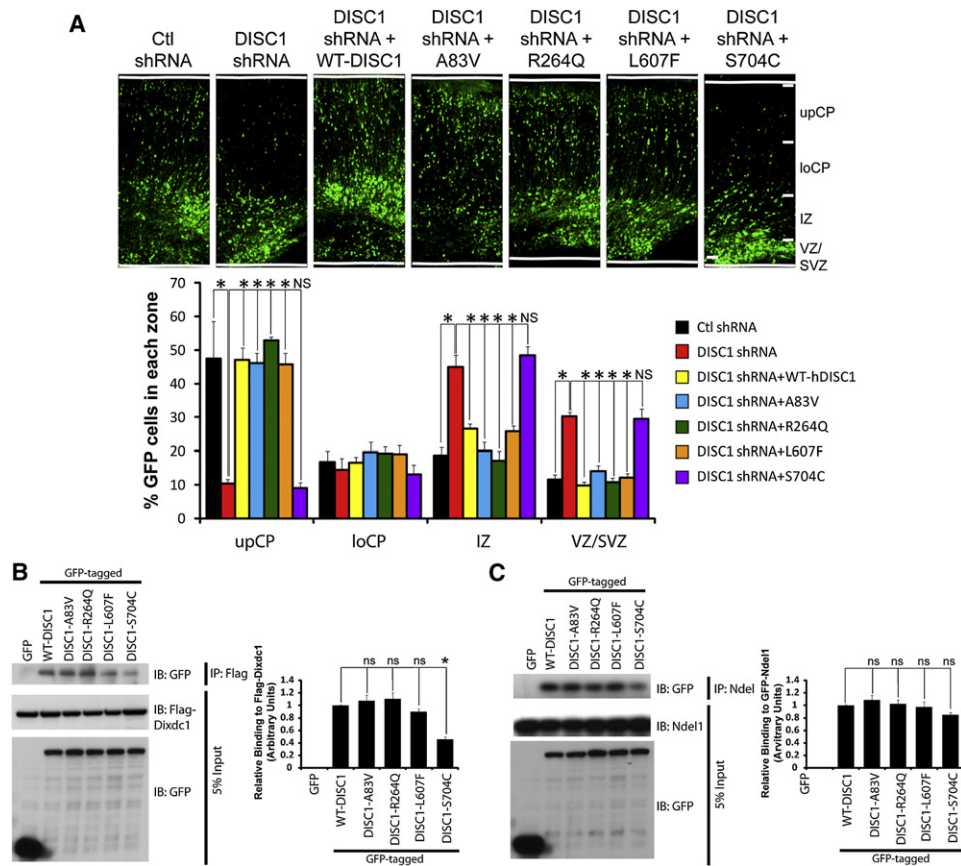 A
Ctl
shRNA
DISC1
shRNA
DISC1
shRNA +
WT-DISC1
DISC1
shRNA +
A83V
DISC1
shRNA +
R264Q
DISC1
shRNA +
L607F
DISC1
shRNA +
S704C
upCP
loCP
IZ
VZ/
SVZ
% GFP cells in each zone
70
60
50
40
30
20
10
0
* * * * * NS
* * * * * NS
* * * * * NS
upCP loCP IZ VZ/SVZ
Ctl shRNA
DISC1 shRNA
DISC1 shRNA+WT-hDISC1
DISC1 shRNA+A83V
DISC1 shRNA+R264Q
DISC1 shRNA+L607F
DISC1 shRNA+S704C
B
GFP-tagged
GFP
WT-DISC1
DISC1-A83V
DISC1-R264Q
DISC1-L607F
DISC1-S704C
IB: GFP
IP: Flag
IB: Flag-
Dixdc1
IB: GFP
5% Input
Relative Binding to Flag-Dixdc1
(Arbitrary Units)
1.4
1.2
1
0.8
0.6
0.4
0.2
0
ns ns ns *
GFP
WT-DISC1
DISC1-A83V
DISC1-R264Q
DISC1-L607F
DISC1-S704C
GFP-tagged
C
GFP-tagged
GFP
WT-DISC1
DISC1-A83V
DISC1-R264Q
DISC1-L607F
DISC1-S704C
IB: GFP
IP: Ndel
IB: Ndel1
IB: GFP
5% Input
Relative Binding to GFP-Ndel1
(Arvitrary Units)
1.4
1.2
1
0.8
0.6
0.4
0.2
0
ns ns ns ns
GFP
WT-DISC1
DISC1-A83V
DISC1-R264Q
DISC1-L607F
DISC1-S704C
GFP-tagged